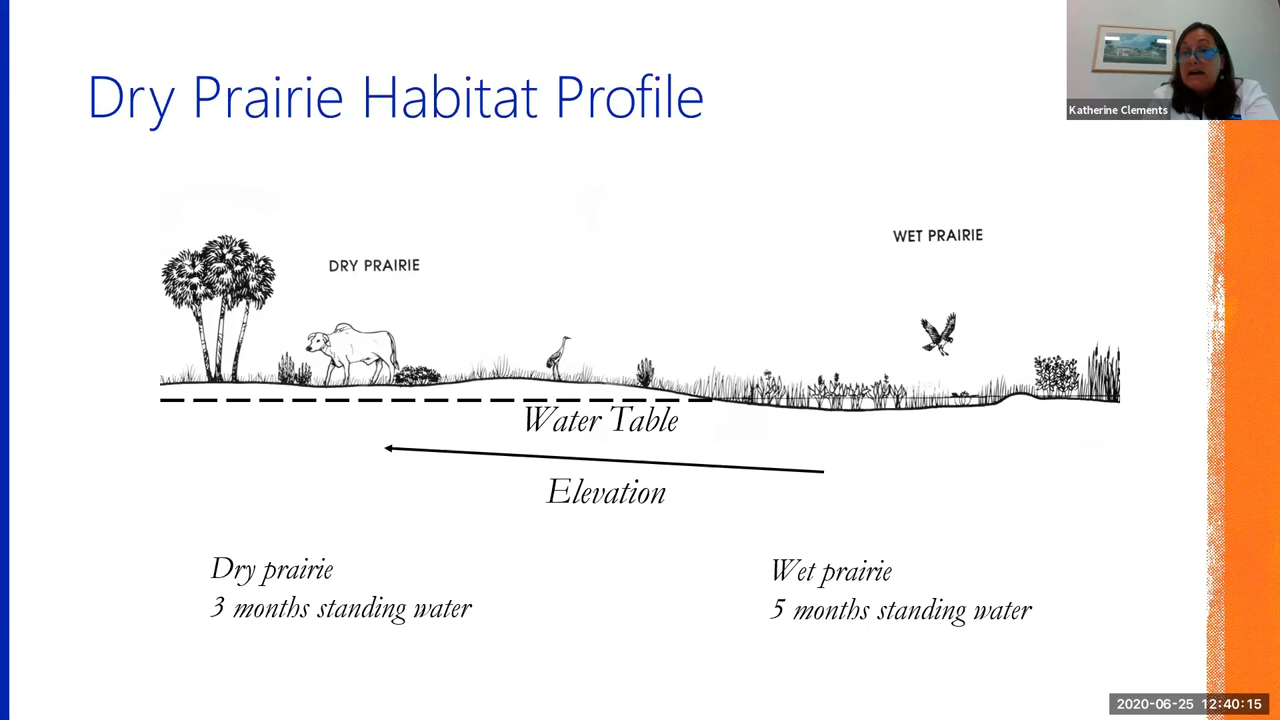 Dry Prairie Habitat Profile
Katherine Clements
WET PRAIRIE
DRY PRAIRIE
Water Table
Elevation
Dry prairie
3 months standing water
Wet prairie
5 months standing water
2020-06-25 12:40:15